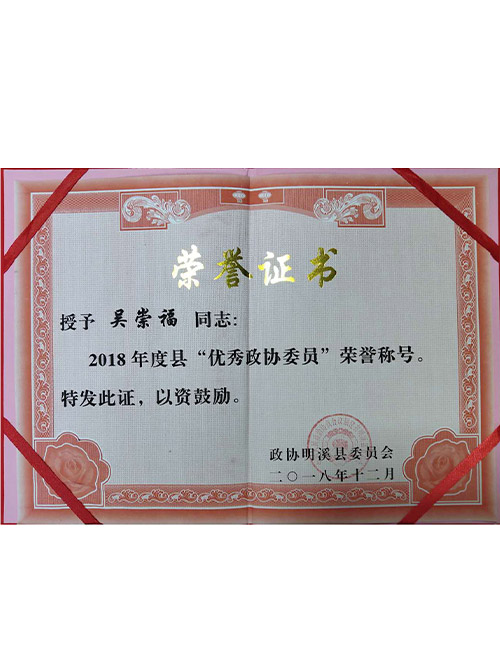 荣誉证书
授予 吴崇福 同志:
2018年度县“优秀政协委员”荣誉称号。
特发此证，以资鼓励。
政协明溪县委员会
二〇一八年十二月